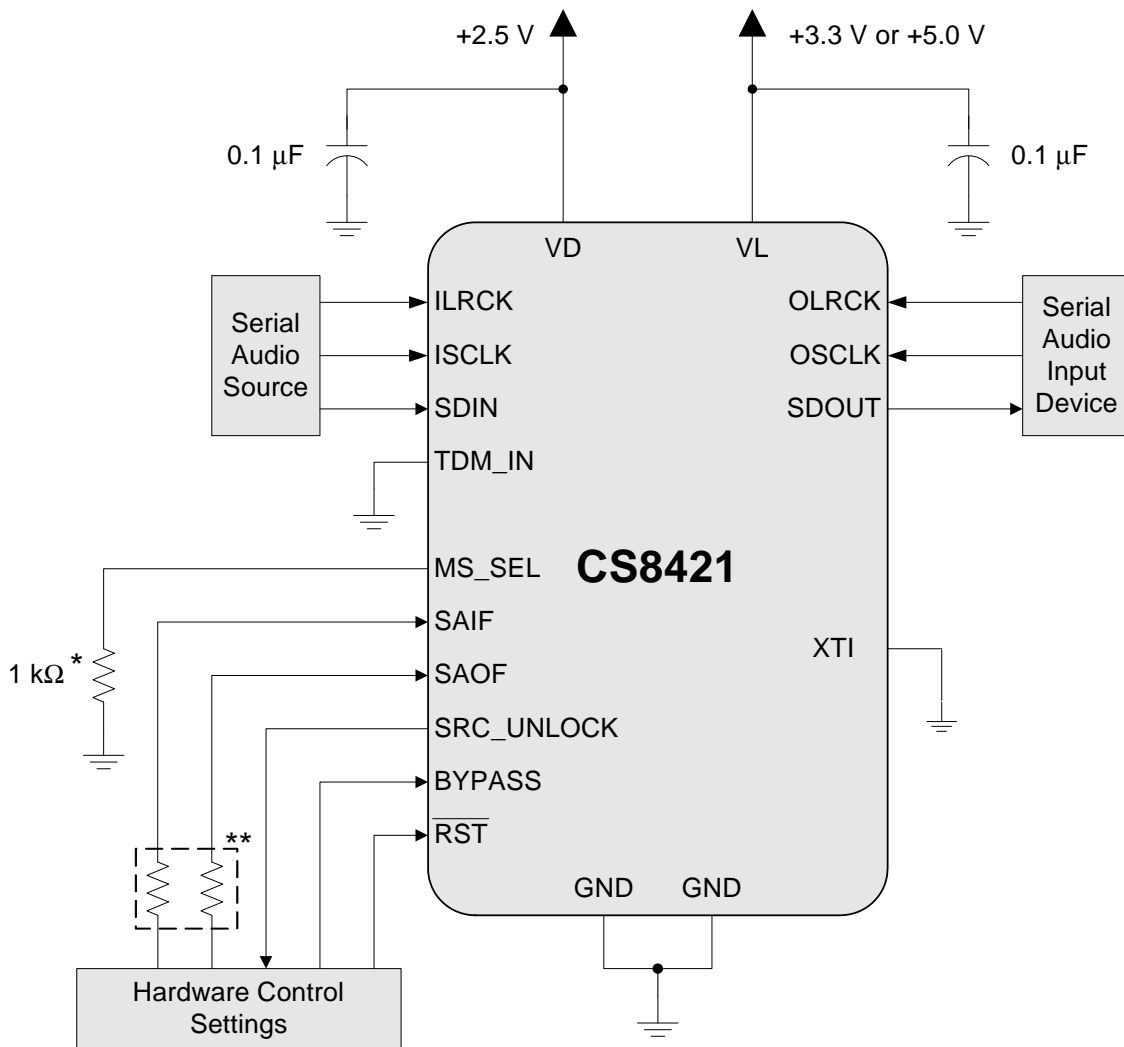 +2.5 V
+3.3 V or +5.0 V
0.1 μF
0.1 μF
VD
VL
Serial
Audio
Source
ILRCK
ISCLK
SDIN
TDM_IN
MS_SEL
SAIF
SAOF
SRC_UNLOCK
BYPASS
RST
CS8421
OLRCK
OSCLK
SDOUT
XTI
Serial
Audio
Input
Device
1 kΩ *
**
GND
GND
Hardware Control
Settings